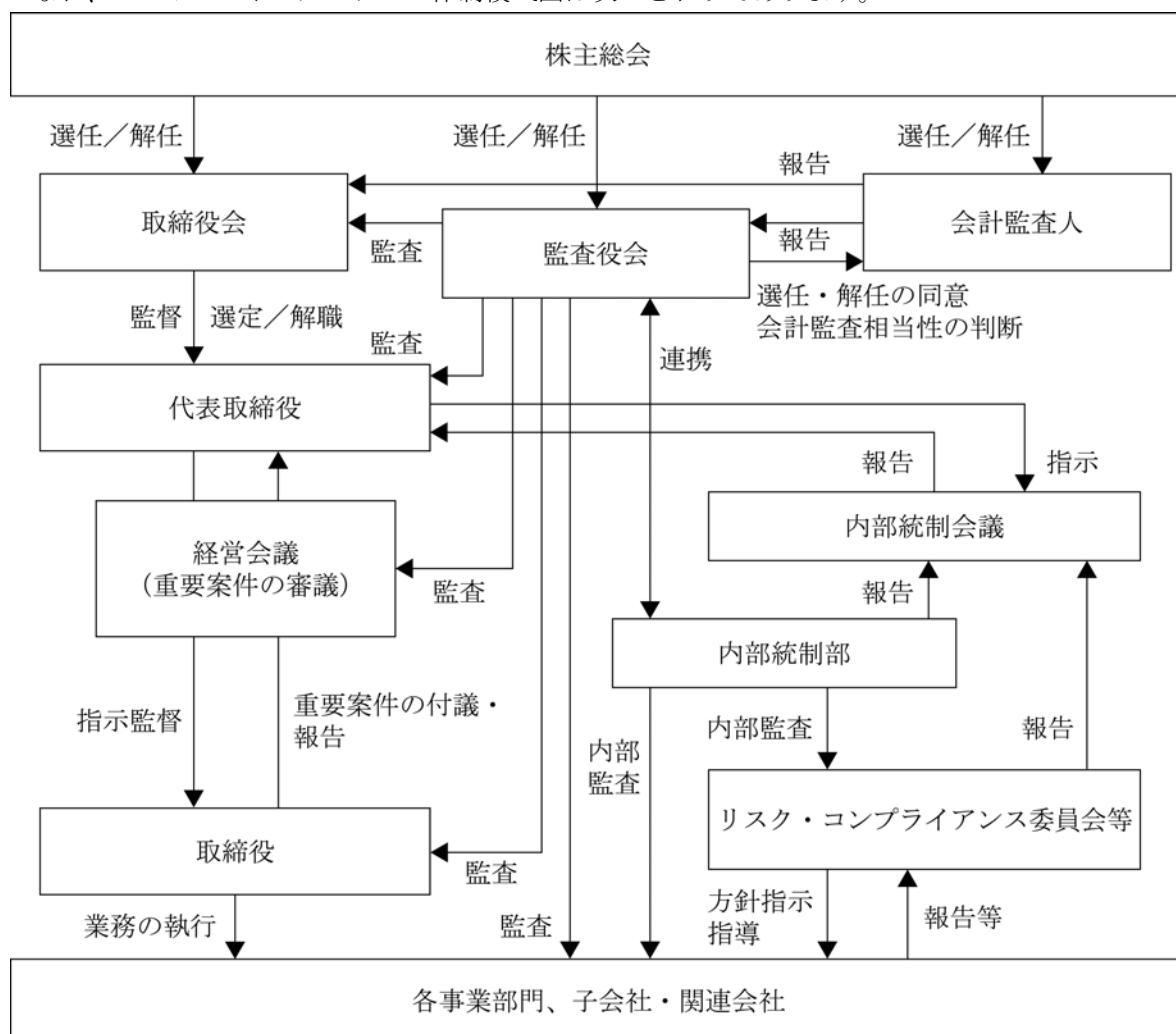 株主総会
選任／解任
選任／解任
選任／解任
報告
取締役会
会計監査人
監査
監査役会
報告
選任・解任の同意
会計監査相当性の判断
監督
選定／解職
監査
連携
代表取締役
報告
指示
内部統制会議
経営会議
（重要案件の審議）
監査
報告
内部統制部
指示監督
重要案件の付議・
報告
内部監査
報告
内部
監査
リスク・コンプライアンス委員会等
取締役
監査
業務の執行
監査
方針指示
指導
報告等
各事業部門、子会社・関連会社